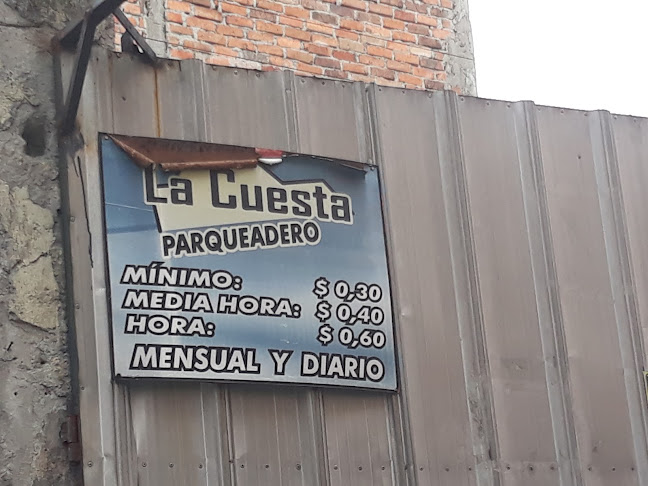 La Cuesta
PARQUEADERO
MÍNIMO: $ 0,30
MEDIA HORA: $ 0,40
HORA: $ 0,60
MENSUAL Y DIARIO